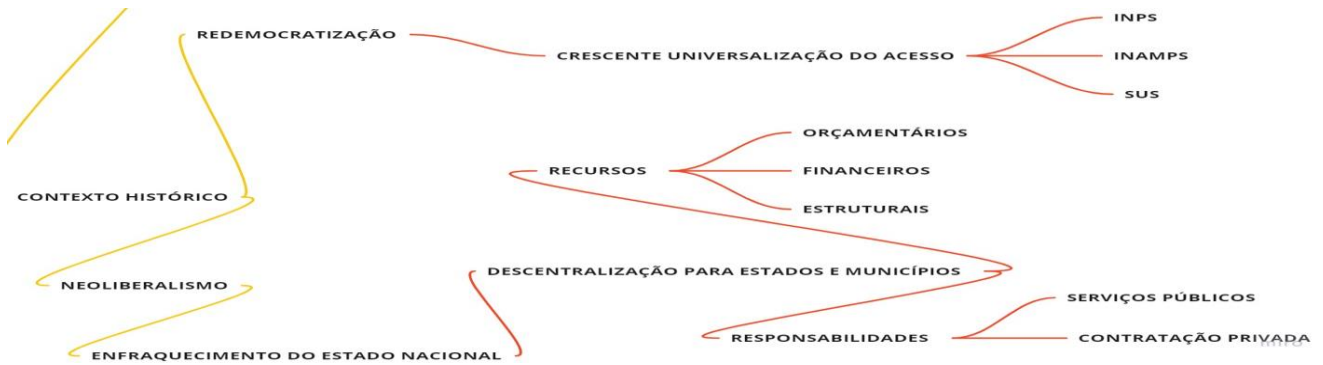 INPS
REDEMOCRATIZAÇÃO
CRESCENTE UNIVERSALIZAÇÃO DO ACESSO
INAMPS
SUS
ORÇAMENTÁRIOS
RECURSOS
FINANCEIROS
CONTEXTO HISTÓRICO
ESTRUTURAIS
DESCENTRALIZAÇÃO PARA ESTADOS E MUNICÍPIOS
NEOLIBERALISMO
SERVIÇOS PÚBLICOS
RESPONSABILIDADES
CONTRATAÇÃO PRIVADA
miro
ENFRAQUECIMENTO DO ESTADO NACIONAL